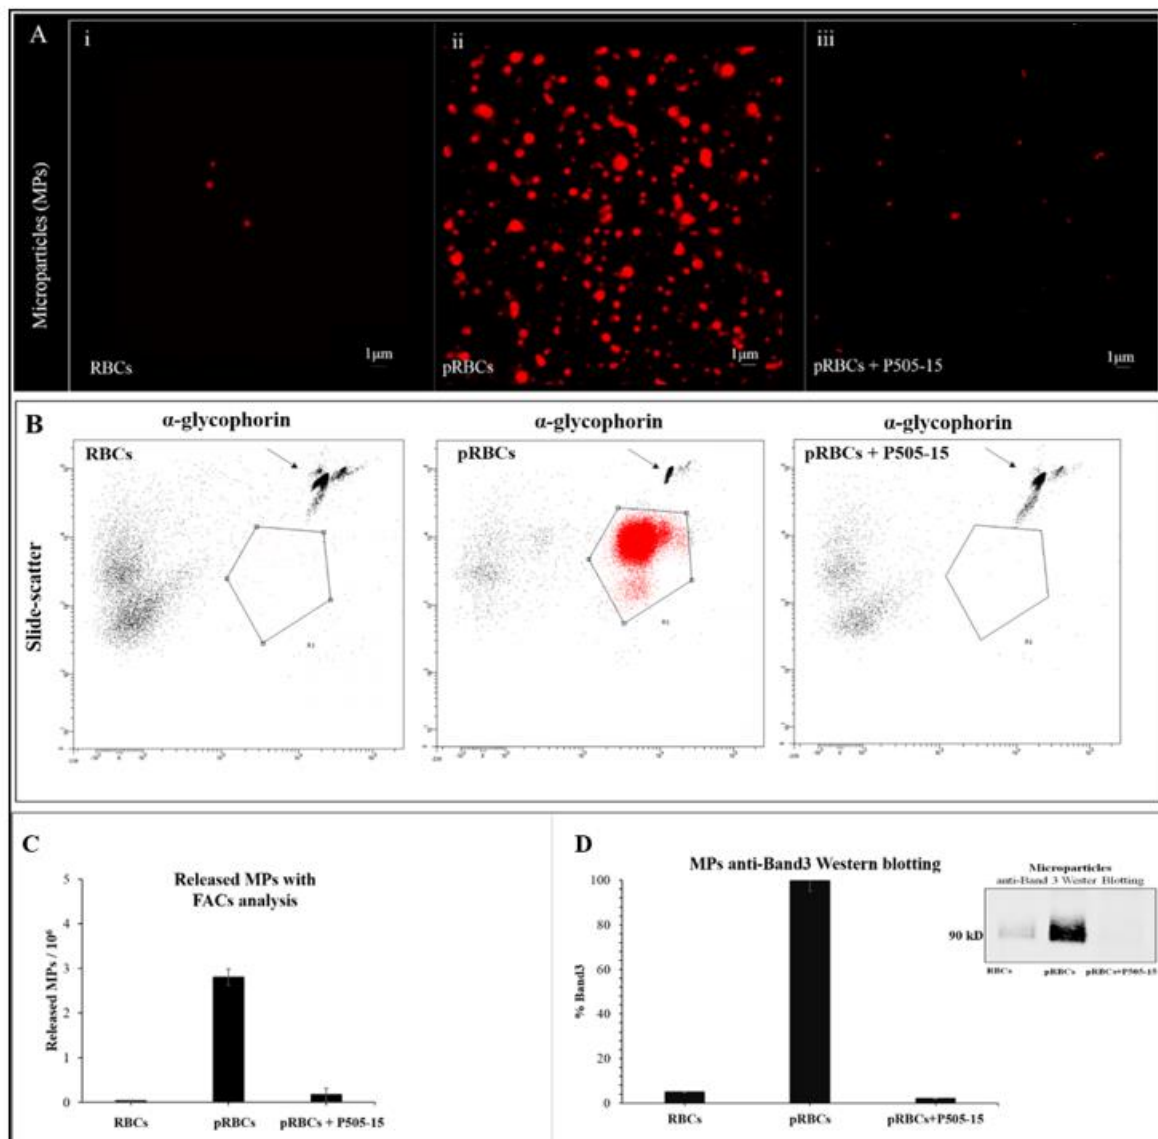 A
i
ii
iii
Microparticles (MPs)
1µm
1µm
1µm
RBCs
pRBCs
pRBCs + P505-15
B
α-glycophorin
α-glycophorin
α-glycophorin
RBCs
pRBCs
pRBCs + P505-15
Slide-scatter
C
Released MPs with
FACs analysis
Released MPs / 10⁶
5
4
3
2
1
0
RBCs
pRBCs
pRBCs + P505-15
D
MPs anti-Band3 Western blotting
% Band3
100
80
60
40
20
0
RBCs
pRBCs
pRBCs+P505-15
Microparticles
anti-Band 3 Wester Blotting
90 kD
RBCs
pRBCs
pRBCs+P505-15